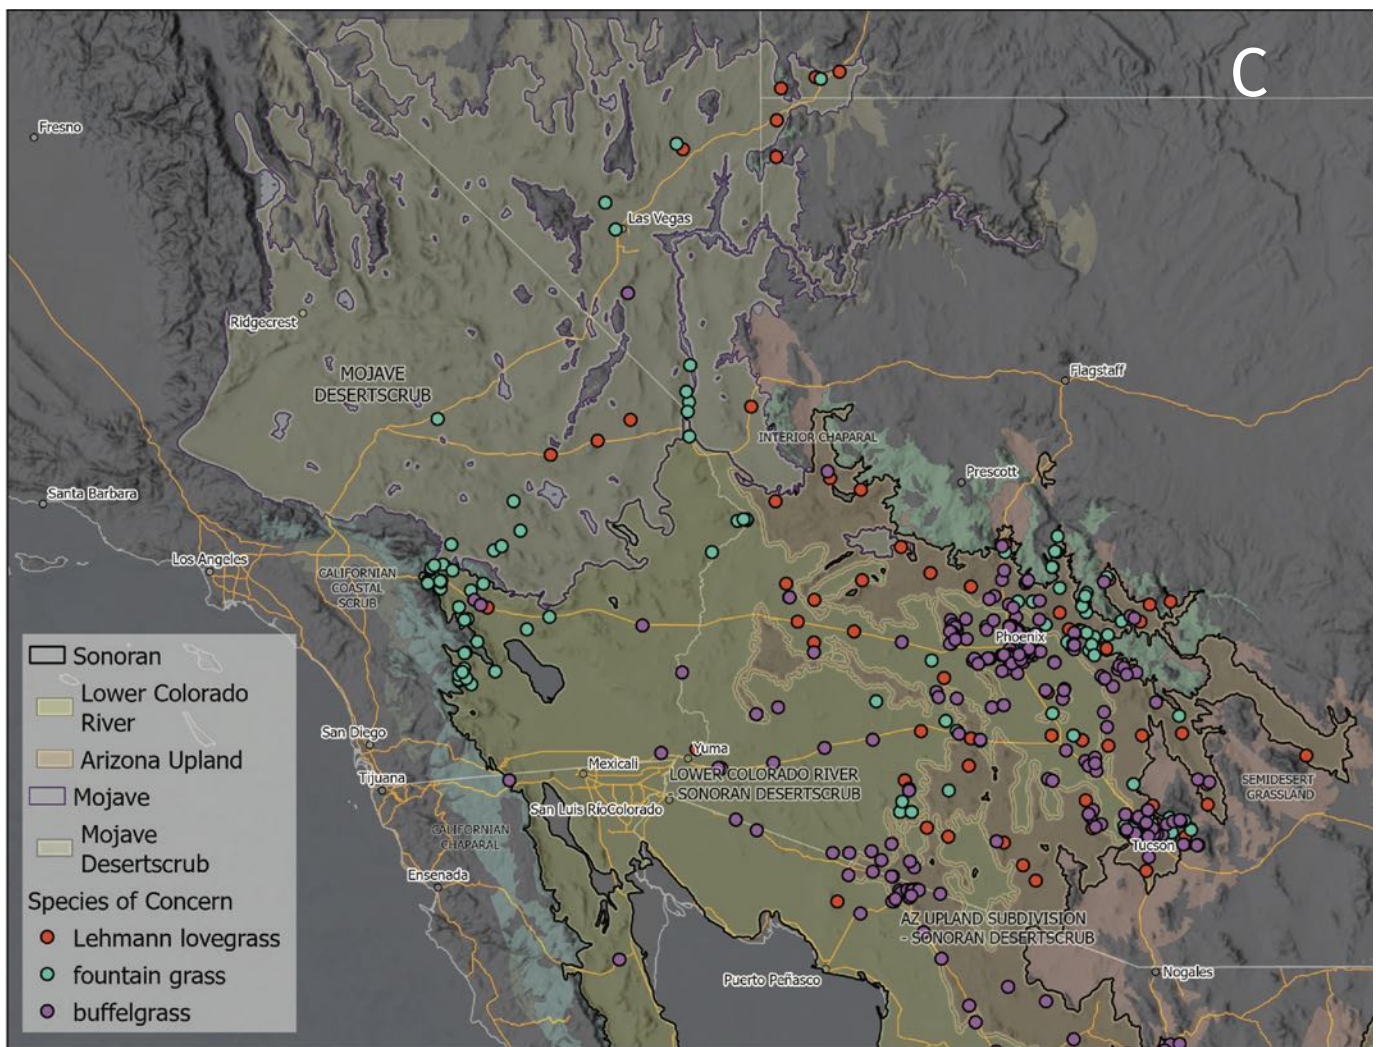 C
Fresno
Las Vegas
Ridgecrest
MOJAVE
DESERTSCRUB
Flagstaff
INTERIOR CHAPARAL
Prescott
Santa Barbara
Los Angeles
CALIFORNIAN
COASTAL
SCRUB
Phoenix
San Diego
Tijuana
Mexicali
Yuma
LOWER COLORADO RIVER
- SONORAN DESERTSCRUB
San Luis RíoColorado
SEMIDESERT
GRASSLAND
CALIFORNIAN
CHAPARAL
Tucson
Ensenada
AZ UPLAND SUBDIVISION
- SONORAN DESERTSCRUB
Puerto Peñasco
Nogales
Sonoran
Lower Colorado
River
Arizona Upland
Mojave
Mojave
Desertscrub
Species of Concern
Lehmann lovegrass
fountain grass
buffelgrass